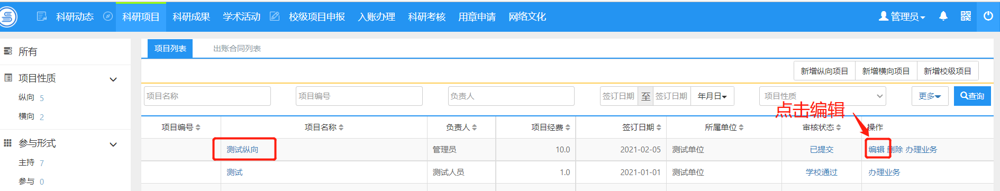 科研动态 科研项目 科研成果 学术活动 校级项目申报 入账办理 科研考核 用章申请 网络文化 管理员
所有
项目性质
纵向 5
横向 2
参与形式
主持 7
参与 0
项目列表 出账合同列表
新增纵向项目 新增横向项目 新增校级项目
项目名称 项目编号 负责人 签订日期 至 签订日期 年月日 项目性质 更多 查询
点击编辑
项目编号 项目名称 负责人 项目经费 签订日期 所属单位 审核状态 操作
测试纵向 管理员 10.0 2021-02-05 测试单位 已提交 编辑 删除 办理业务
测试 测试人员 1.0 2021-01-01 测试单位 学校通过 办理业务